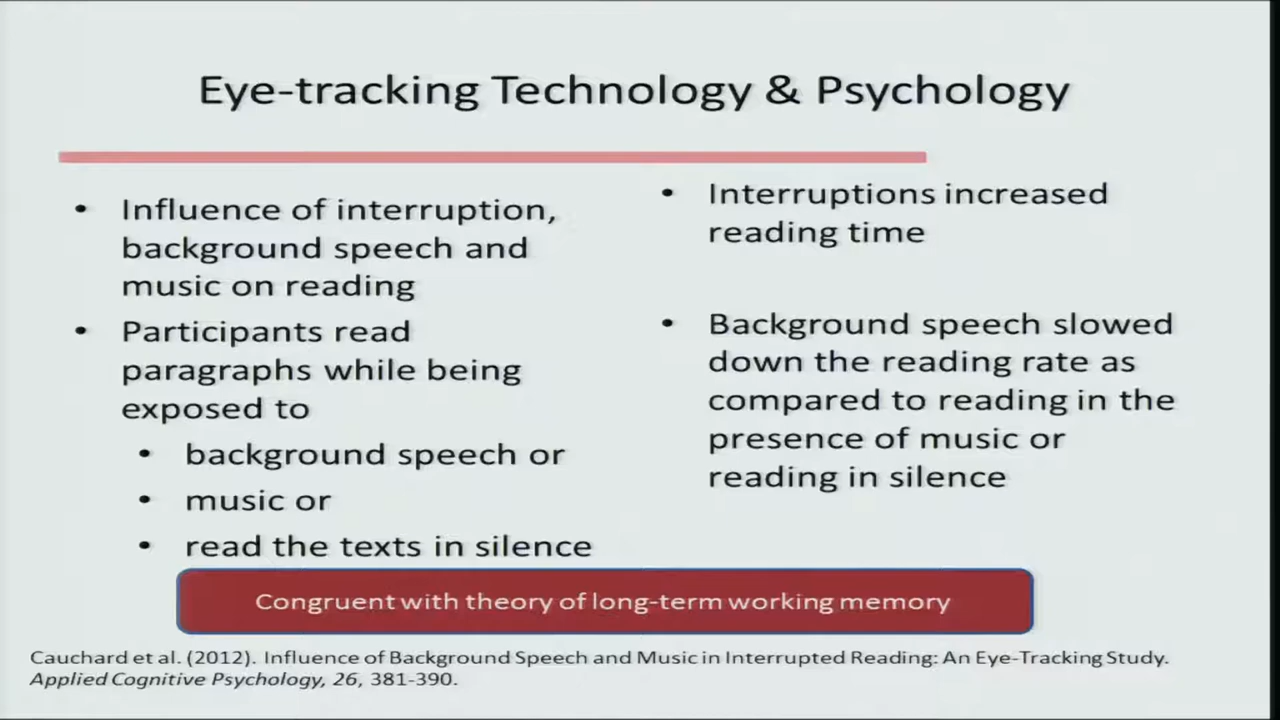 Eye-tracking Technology & Psychology
• Influence of interruption,
background speech and
music on reading
• Participants read
paragraphs while being
exposed to
• background speech or
• music or
• read the texts in silence
• Interruptions increased
reading time
• Background speech slowed
down the reading rate as
compared to reading in the
presence of music or
reading in silence
Congruent with theory of long-term working memory
Cauchard et al. (2012). Influence of Background Speech and Music in Interrupted Reading: An Eye-Tracking Study.
Applied Cognitive Psychology, 26, 381-390.